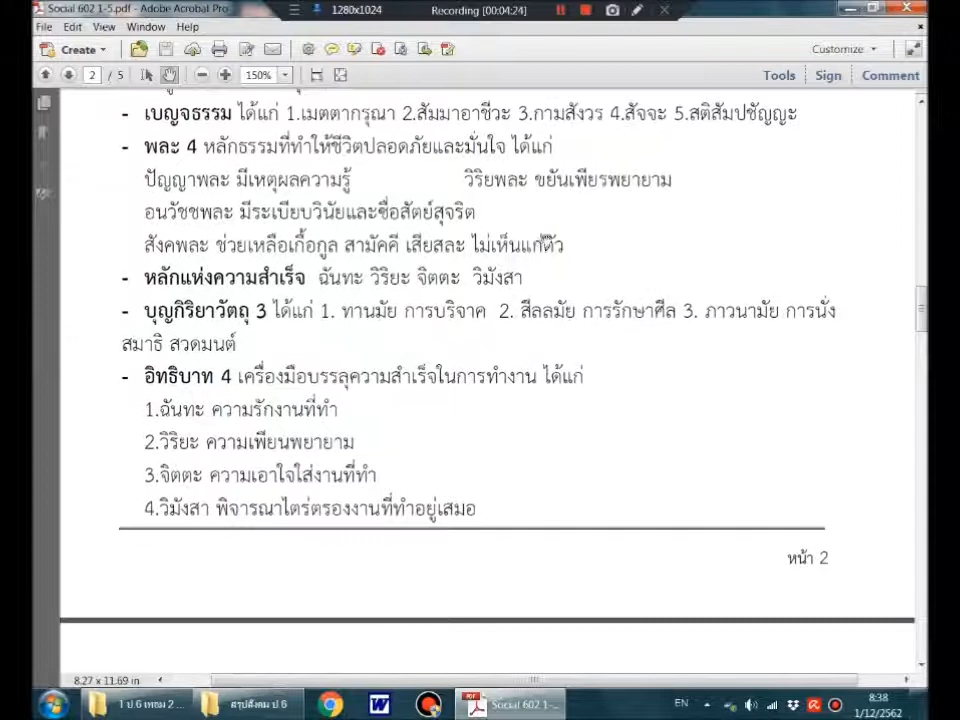 Social 602 1-5.pdf - Adobe Acrobat Pro
1280x1024
Recording [00:04:24]
File Edit View Window Help
Create
Customize
2 / 5
150%
Tools Sign Comment
- เบญจธรรม ได้แก่ 1.เมตตากรุณา 2.สัมมาอาชีวะ 3.กามสังวร 4.สัจจะ 5.สติสัมปชัญญะ
- พละ 4 หลักธรรมที่ทำให้ชีวิตปลอดภัยและมั่นใจ ได้แก่
ปัญญาพละ มีเหตุผลความรู้ วิริยพละ ขยันเพียรพยายาม
อนวัชชพละ มีระเบียบวินัยและซื่อสัตย์สุจริต
สังคพละ ช่วยเหลือเกื้อกูล สามัคคี เสียสละ ไม่เห็นแก่ตัว
- หลักแห่งความสำเร็จ ฉันทะ วิริยะ จิตตะ วิมังสา
- บุญกิริยาวัตถุ 3 ได้แก่ 1. ทานมัย การบริจาค 2. สีลลมัย การรักษาศีล 3. ภาวนามัย การนั่ง
สมาธิ สวดมนต์
- อิทธิบาท 4 เครื่องมือบรรลุความสำเร็จในการทำงาน ได้แก่
1.ฉันทะ ความรักงานที่ทำ
2.วิริยะ ความเพียนพยายาม
3.จิตตะ ความเอาใจใส่งานที่ทำ
4.วิมังสา พิจารณาไตร่ตรองงานที่ทำอยู่เสมอ
หน้า 2
8.27 x 11.69 in
1 ป.6 เทอม 2 ...
สรุปสังคม ป 6
Social 602 1-...
EN
8:38
1/12/2562